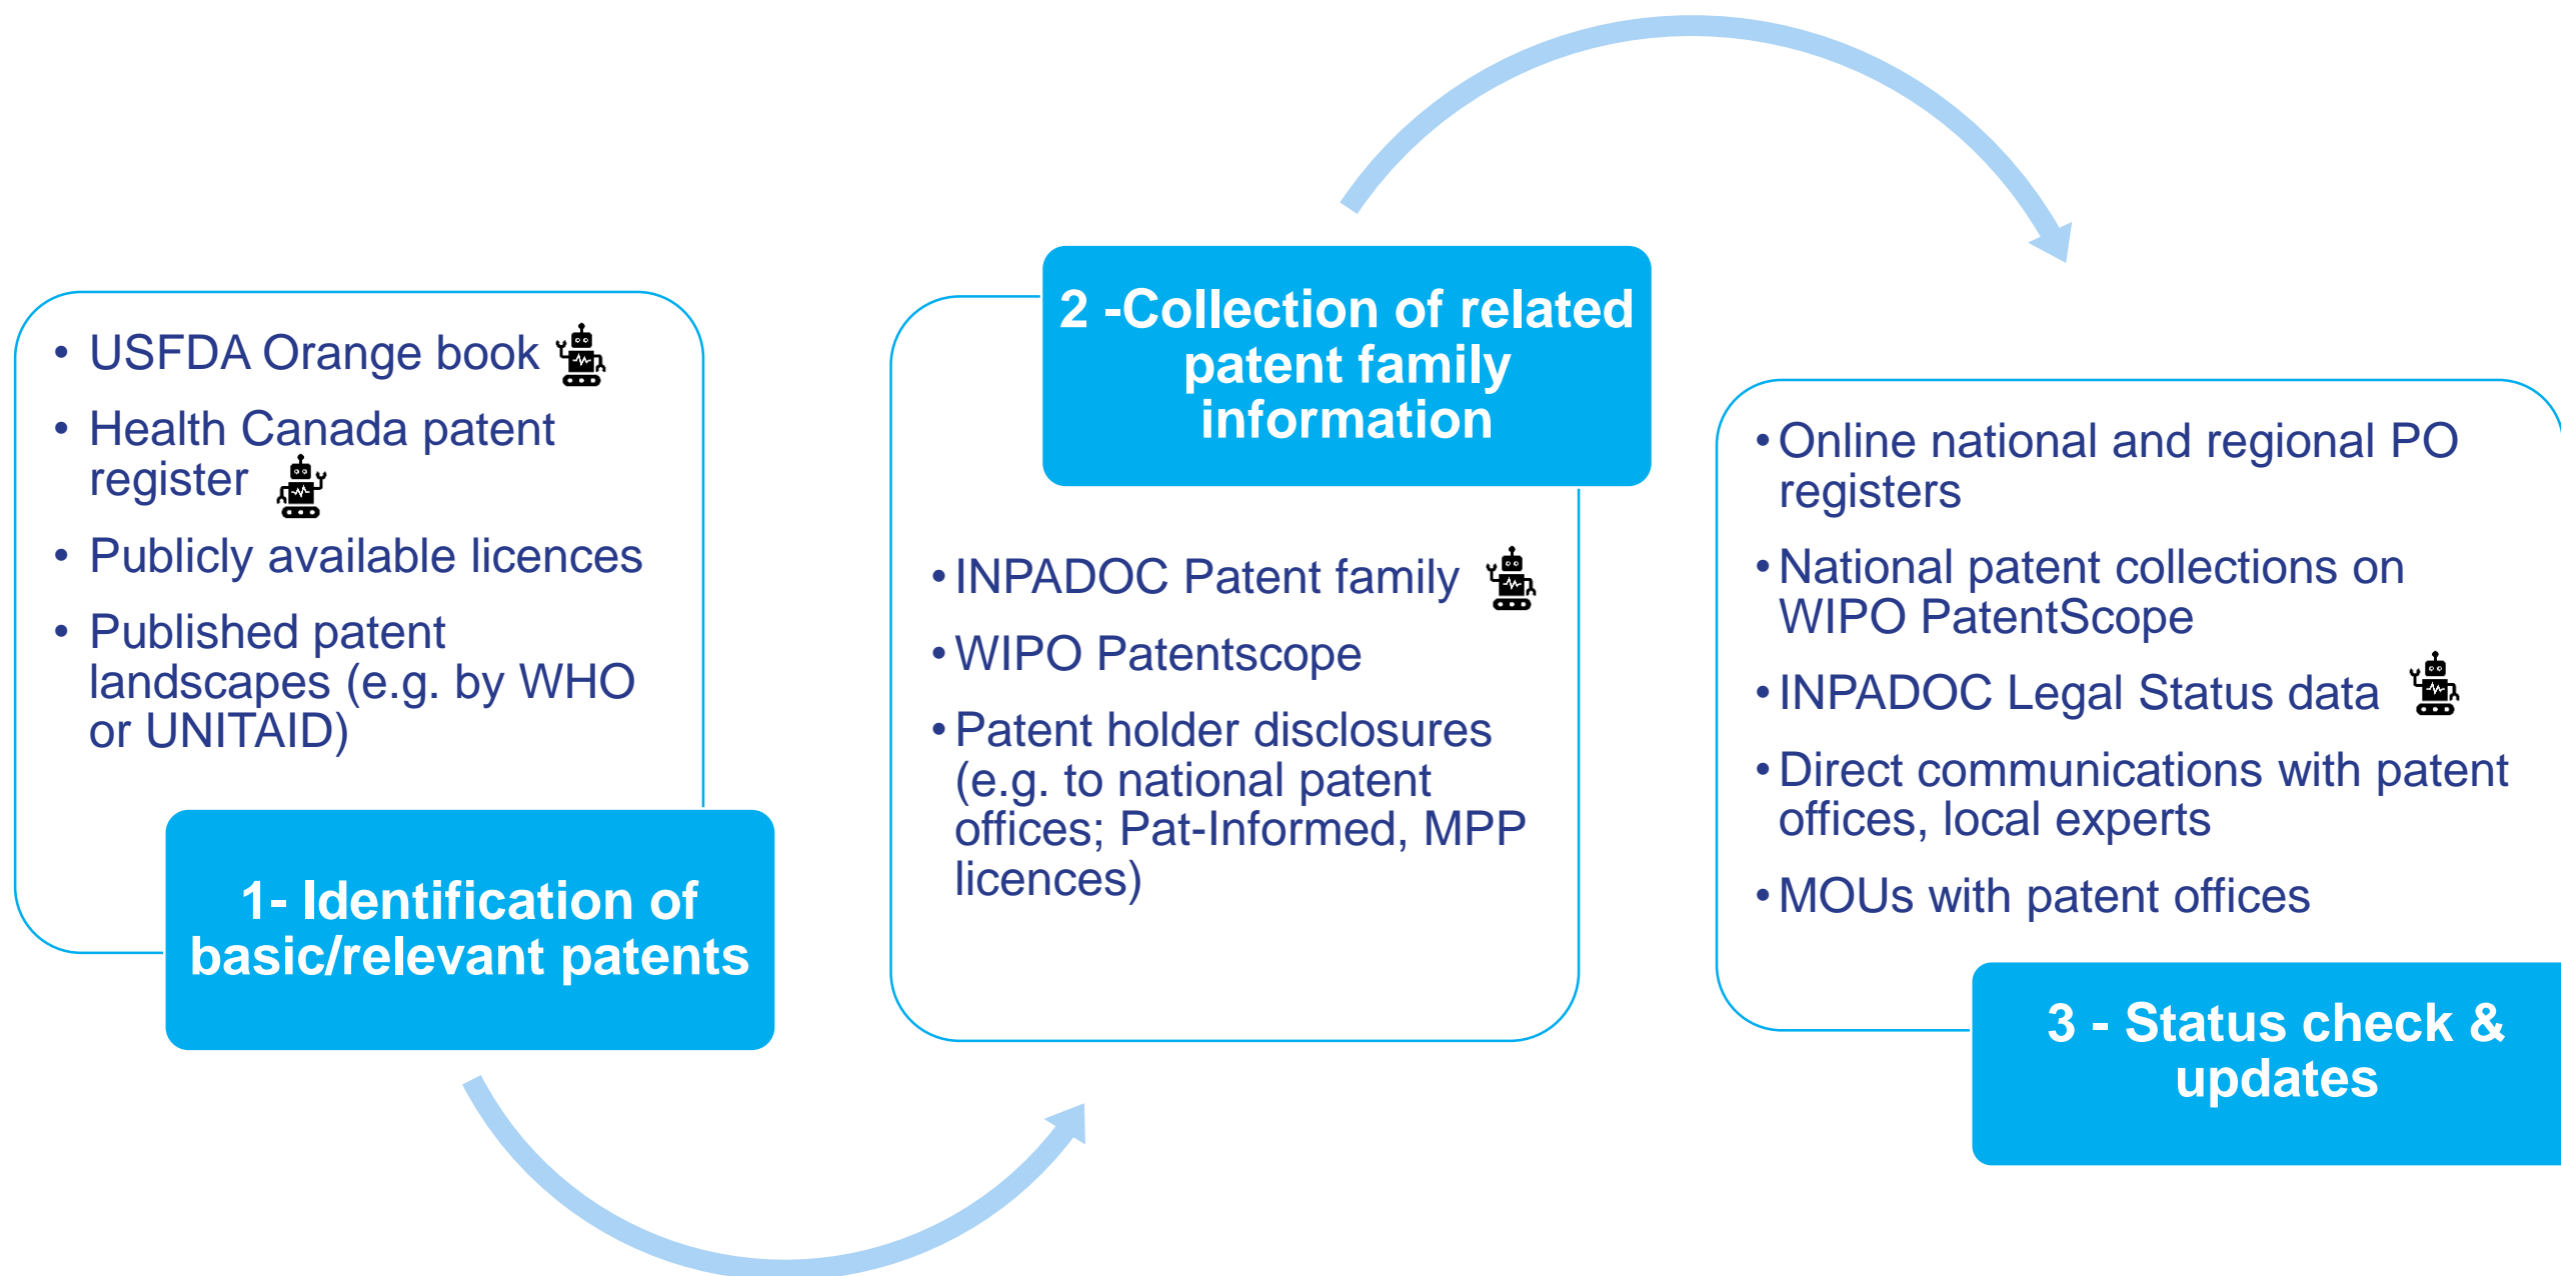 • USFDA Orange book
• Health Canada patent
register
• Publicly available licences
• Published patent
landscapes (e.g. by WHO
or UNITAID)
1- Identification of
basic/relevant patents
2 -Collection of related
patent family
information
• INPADOC Patent family
• WIPO Patentscope
• Patent holder disclosures
(e.g. to national patent
offices; Pat-Informed, MPP
licences)
• Online national and regional PO
registers
• National patent collections on
WIPO PatentScope
• INPADOC Legal Status data
• Direct communications with patent
offices, local experts
• MOUs with patent offices
3 - Status check &
updates